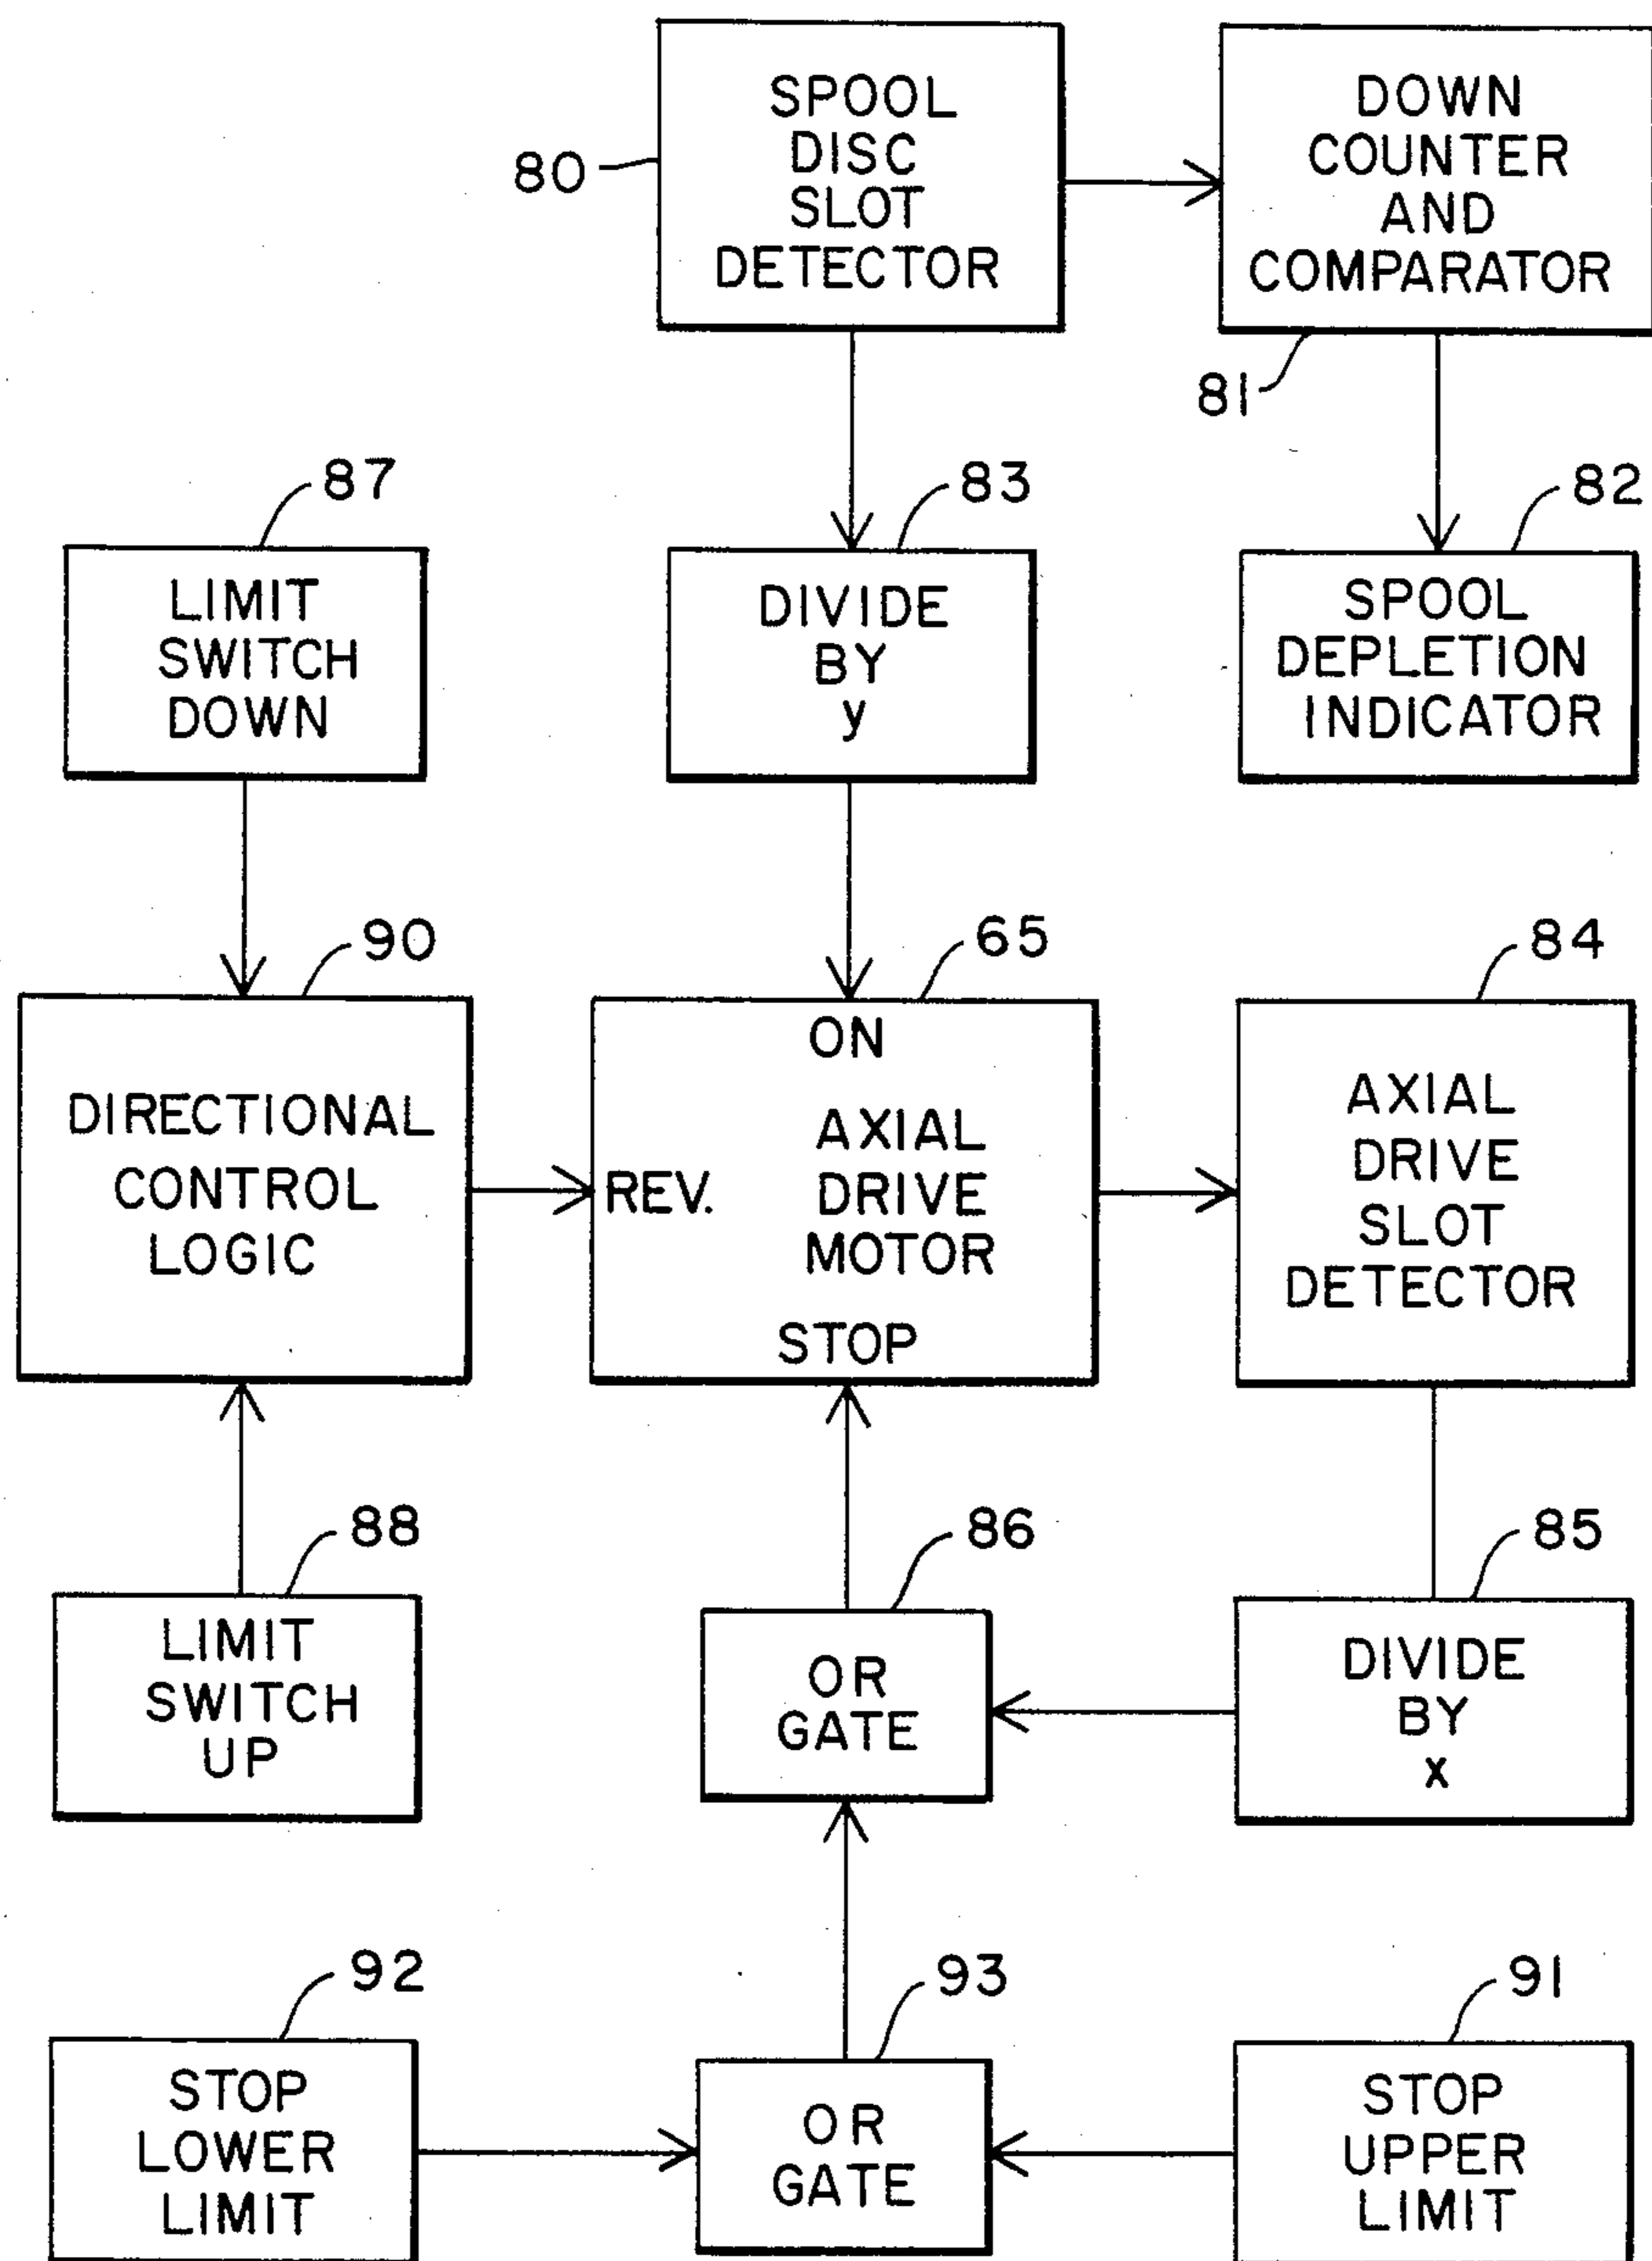 SPOOL
DISC
SLOT
DETECTOR
80
DOWN
COUNTER
AND
COMPARATOR
81
87
83
82
LIMIT
SWITCH
DOWN
DIVIDE
BY
y
SPOOL
DEPLETION
INDICATOR
90
65
84
DIRECTIONAL
CONTROL
LOGIC
ON
REV.
AXIAL
DRIVE
MOTOR
STOP
AXIAL
DRIVE
SLOT
DETECTOR
88
86
85
LIMIT
SWITCH
UP
OR
GATE
DIVIDE
BY
x
92
93
91
STOP
LOWER
LIMIT
OR
GATE
STOP
UPPER
LIMIT